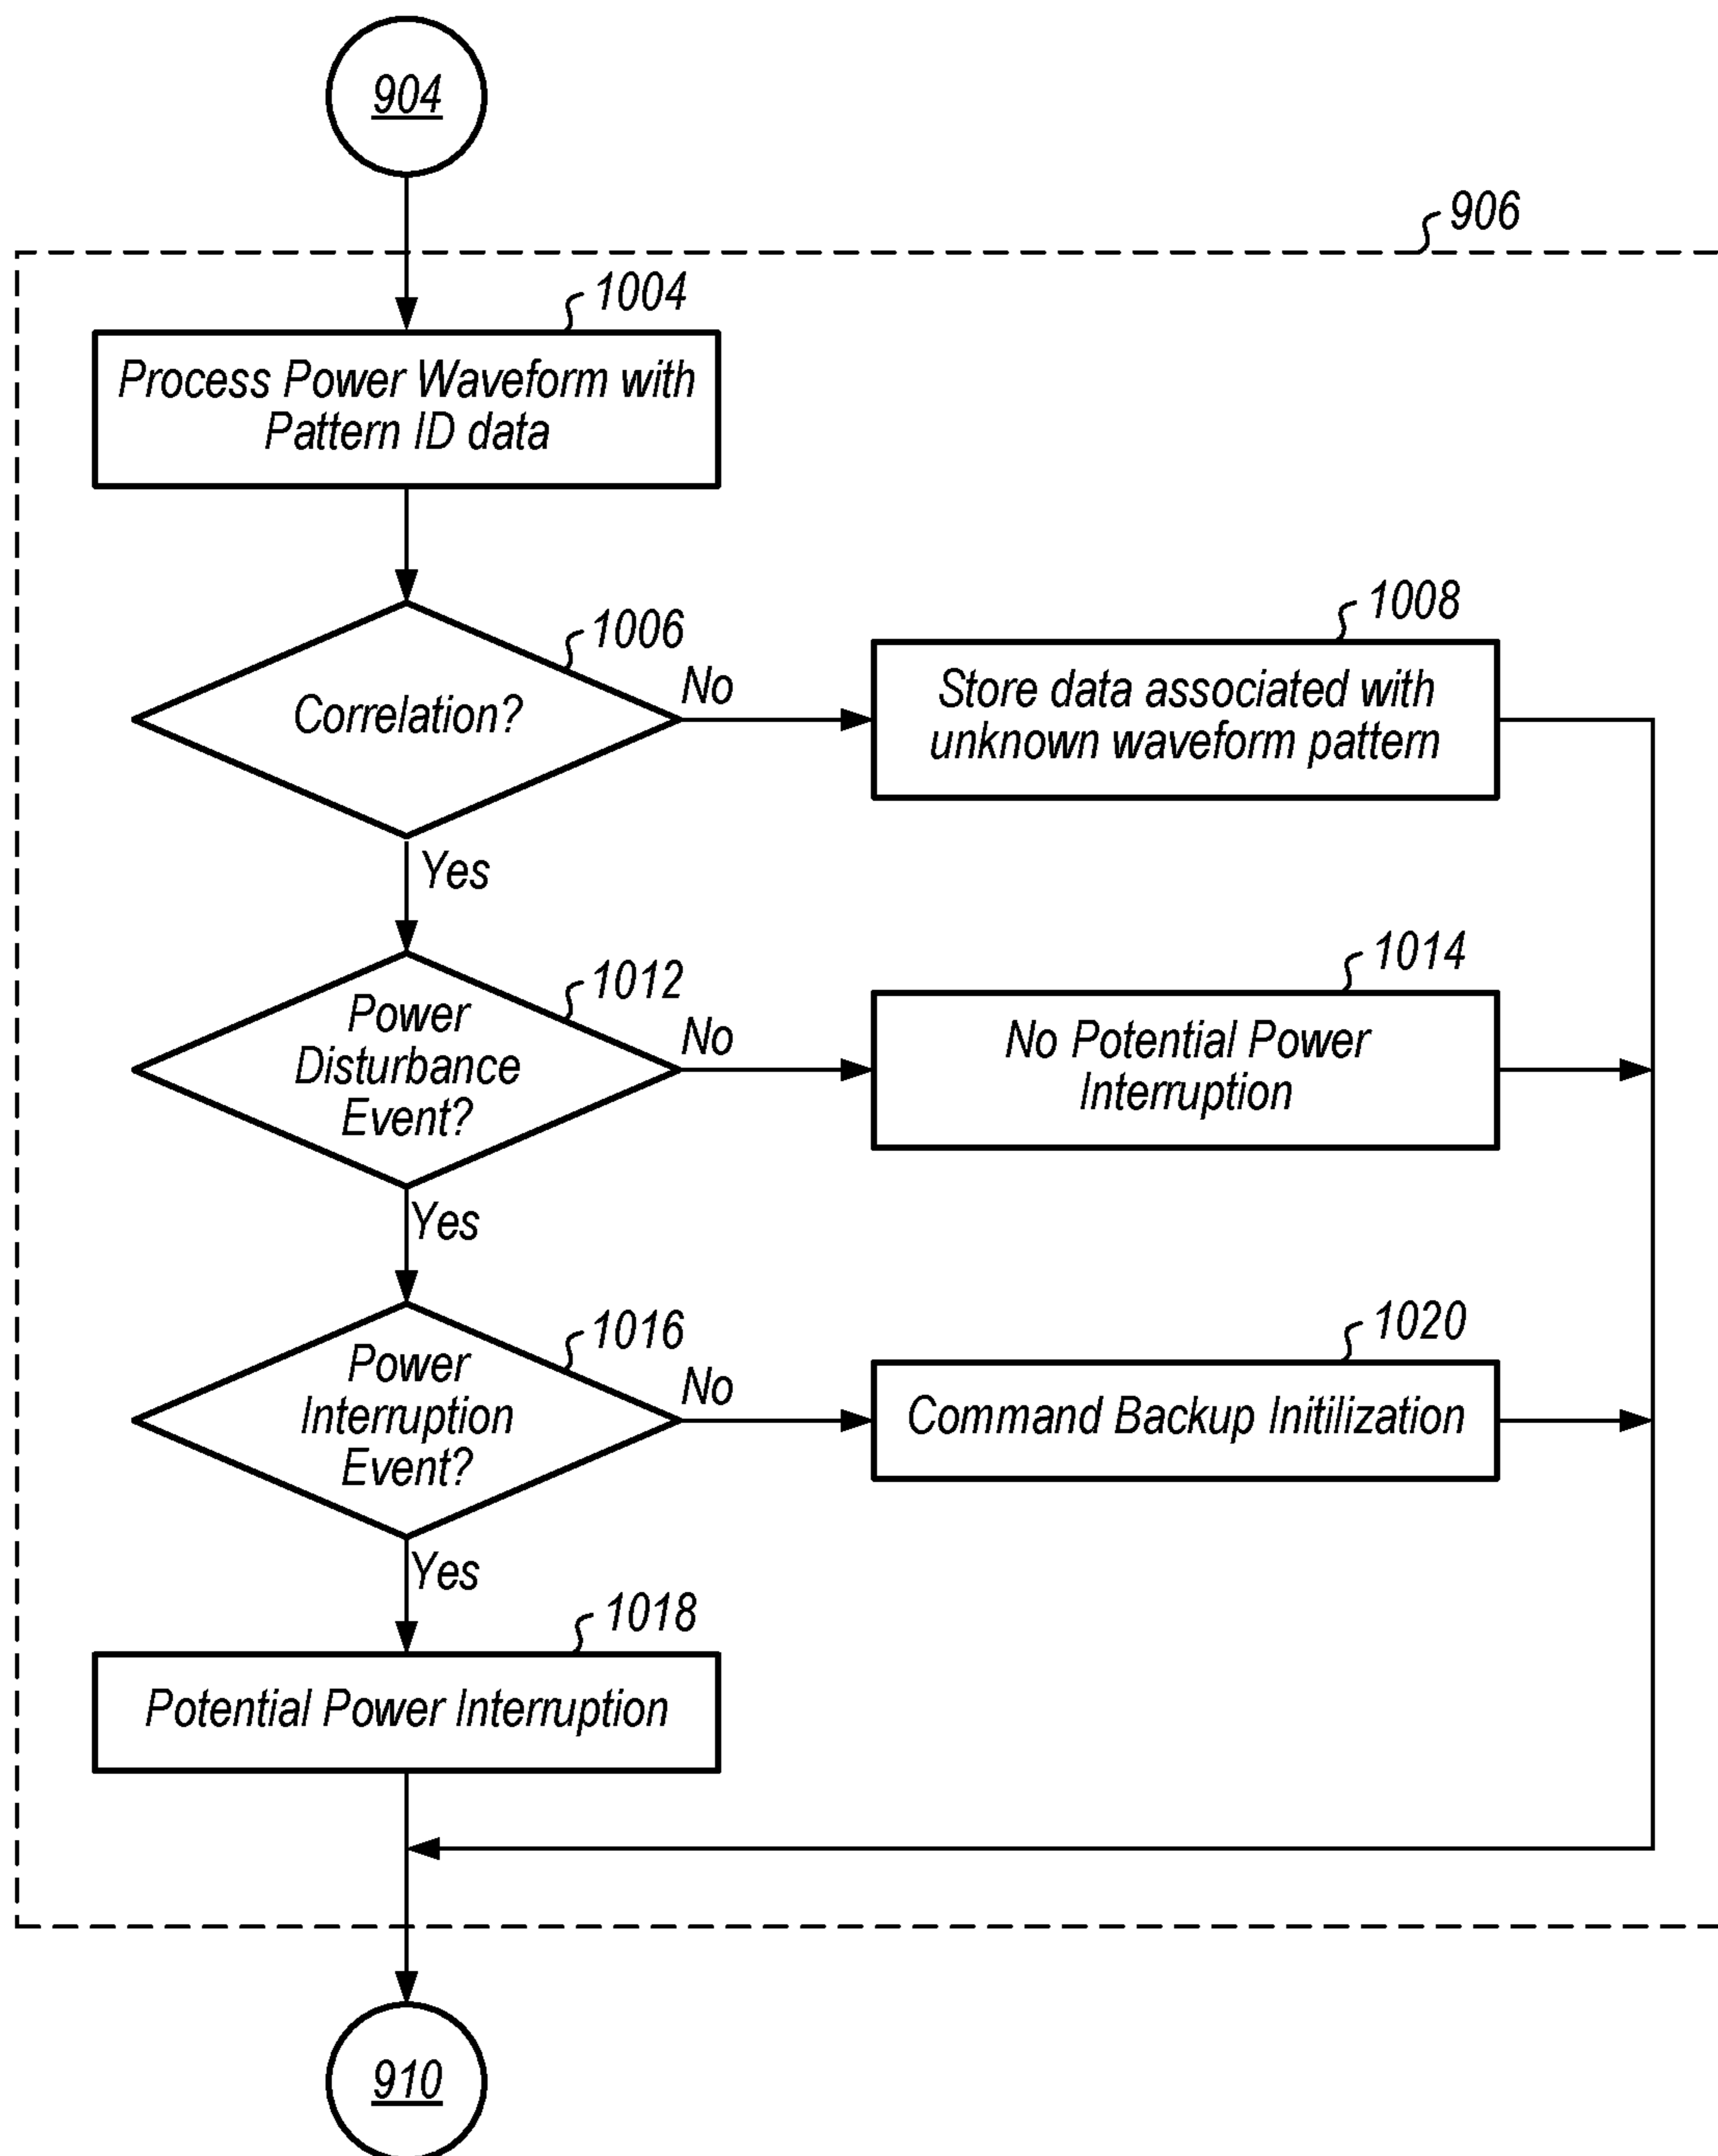 904
906
1004
Process Power Waveform with
Pattern ID data
1006
Correlation?
No
1008
Store data associated with
unknown waveform pattern
Yes
1012
Power
Disturbance
Event?
No
1014
No Potential Power
Interruption
Yes
1016
Power
Interruption
Event?
No
1020
Command Backup Initilization
Yes
1018
Potential Power Interruption
910